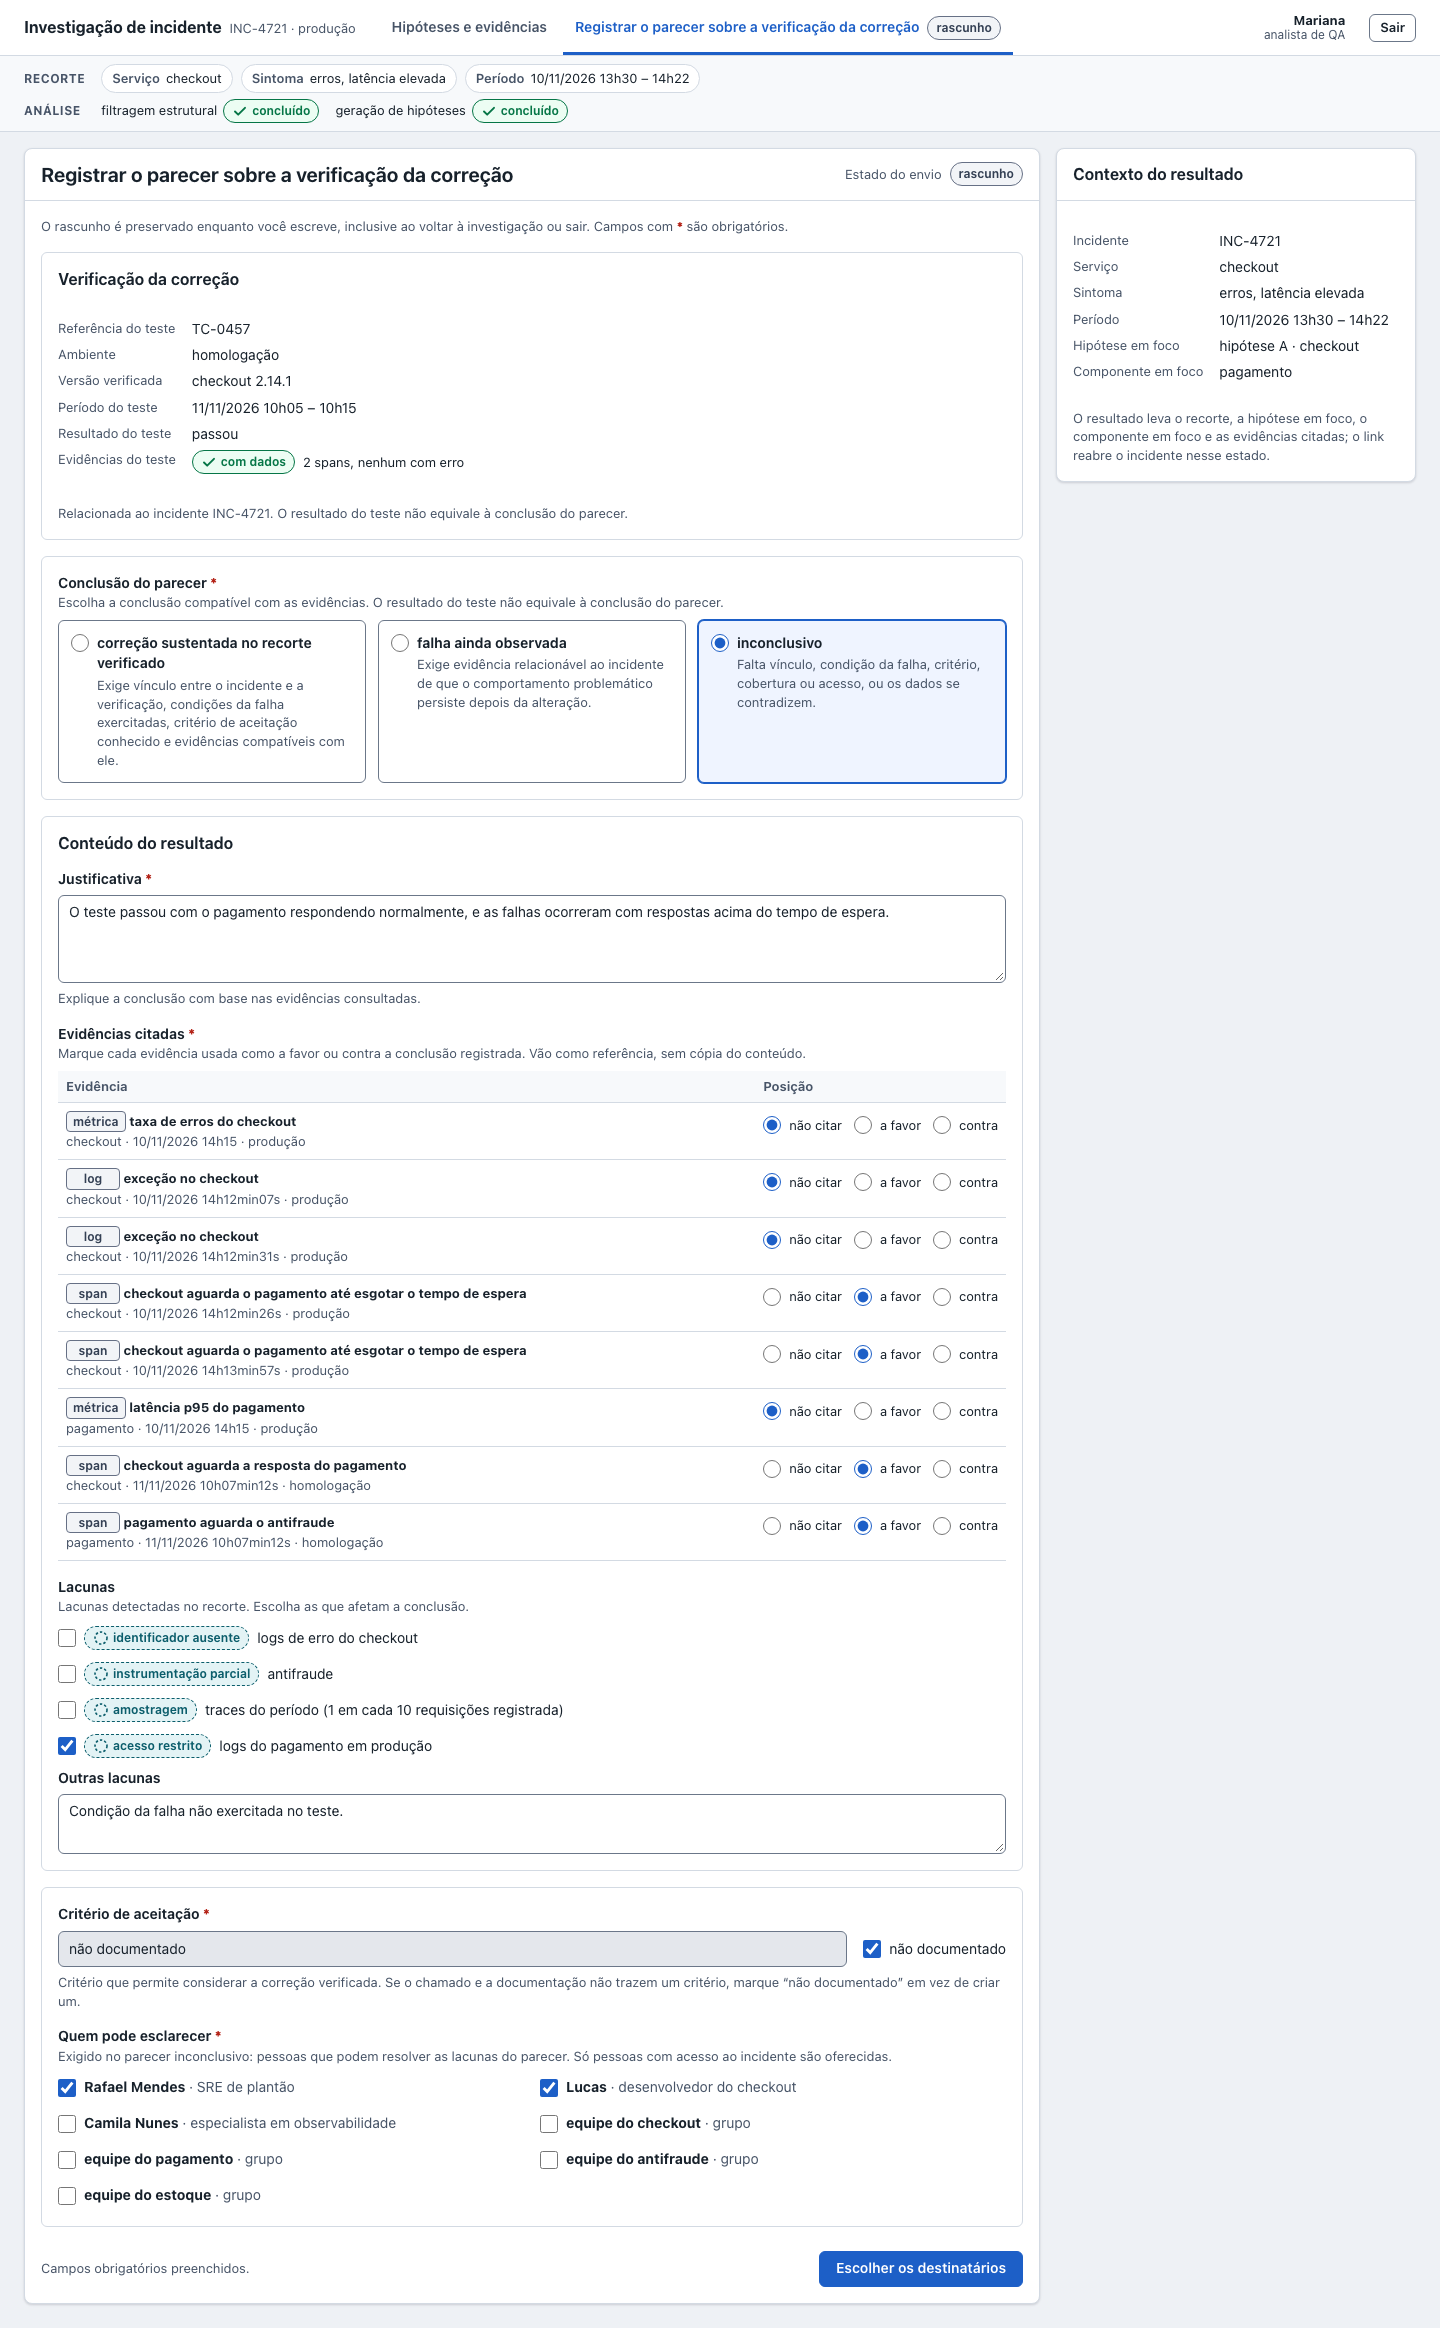 Investigação de incidente INC-4721 · produção
Hipóteses e evidências
Registrar o parecer sobre a verificação da correção rascunho
Mariana
analista de QA
Sair
RECORTE Serviço checkout Sintoma erros, latência elevada Período 10/11/2026 13h30 – 14h22
ANÁLISE filtragem estrutural concluído geração de hipóteses concluído
Registrar o parecer sobre a verificação da correção
Estado do envio rascunho
O rascunho é preservado enquanto você escreve, inclusive ao voltar à investigação ou sair. Campos com * são obrigatórios.
Verificação da correção
Referência do teste TC-0457
Ambiente homologação
Versão verificada checkout 2.14.1
Período do teste 11/11/2026 10h05 – 10h15
Resultado do teste passou
Evidências do teste com dados 2 spans, nenhum com erro
Relacionada ao incidente INC-4721. O resultado do teste não equivale à conclusão do parecer.
Conclusão do parecer *
Escolha a conclusão compatível com as evidências. O resultado do teste não equivale à conclusão do parecer.
correção sustentada no recorte
verificado
Exige vínculo entre o incidente e a
verificação, condições da falha
exercitadas, critério de aceitação
conhecido e evidências compatíveis com
ele.
falha ainda observada
Exige evidência relacionável ao incidente
de que o comportamento problemático
persiste depois da alteração.
inconclusivo
Falta vínculo, condição da falha, critério,
cobertura ou acesso, ou os dados se
contradizem.
Conteúdo do resultado
Justificativa *
O teste passou com o pagamento respondendo normalmente, e as falhas ocorreram com respostas acima do tempo de espera.
Explique a conclusão com base nas evidências consultadas.
Evidências citadas *
Marque cada evidência usada como a favor ou contra a conclusão registrada. Vão como referência, sem cópia do conteúdo.
Evidência Posição
métrica taxa de erros do checkout
checkout · 10/11/2026 14h15 · produção
não citar a favor contra
log exceção no checkout
checkout · 10/11/2026 14h12min07s · produção
não citar a favor contra
log exceção no checkout
checkout · 10/11/2026 14h12min31s · produção
não citar a favor contra
span checkout aguarda o pagamento até esgotar o tempo de espera
checkout · 10/11/2026 14h12min26s · produção
não citar a favor contra
span checkout aguarda o pagamento até esgotar o tempo de espera
checkout · 10/11/2026 14h13min57s · produção
não citar a favor contra
métrica latência p95 do pagamento
pagamento · 10/11/2026 14h15 · produção
não citar a favor contra
span checkout aguarda a resposta do pagamento
checkout · 11/11/2026 10h07min12s · homologação
não citar a favor contra
span pagamento aguarda o antifraude
pagamento · 11/11/2026 10h07min12s · homologação
não citar a favor contra
Lacunas
Lacunas detectadas no recorte. Escolha as que afetam a conclusão.
identificador ausente logs de erro do checkout
instrumentação parcial antifraude
amostragem traces do período (1 em cada 10 requisições registrada)
acesso restrito logs do pagamento em produção
Outras lacunas
Condição da falha não exercitada no teste.
Critério de aceitação *
não documentado
não documentado
Critério que permite considerar a correção verificada. Se o chamado e a documentação não trazem um critério, marque “não documentado” em vez de criar
um.
Quem pode esclarecer *
Exigido no parecer inconclusivo: pessoas que podem resolver as lacunas do parecer. Só pessoas com acesso ao incidente são oferecidas.
Rafael Mendes · SRE de plantão
Lucas · desenvolvedor do checkout
Camila Nunes · especialista em observabilidade
equipe do checkout · grupo
equipe do pagamento · grupo
equipe do antifraude · grupo
equipe do estoque · grupo
Campos obrigatórios preenchidos.
Escolher os destinatários
Contexto do resultado
Incidente INC-4721
Serviço checkout
Sintoma erros, latência elevada
Período 10/11/2026 13h30 – 14h22
Hipótese em foco hipótese A · checkout
Componente em foco pagamento
O resultado leva o recorte, a hipótese em foco, o
componente em foco e as evidências citadas; o link
reabre o incidente nesse estado.